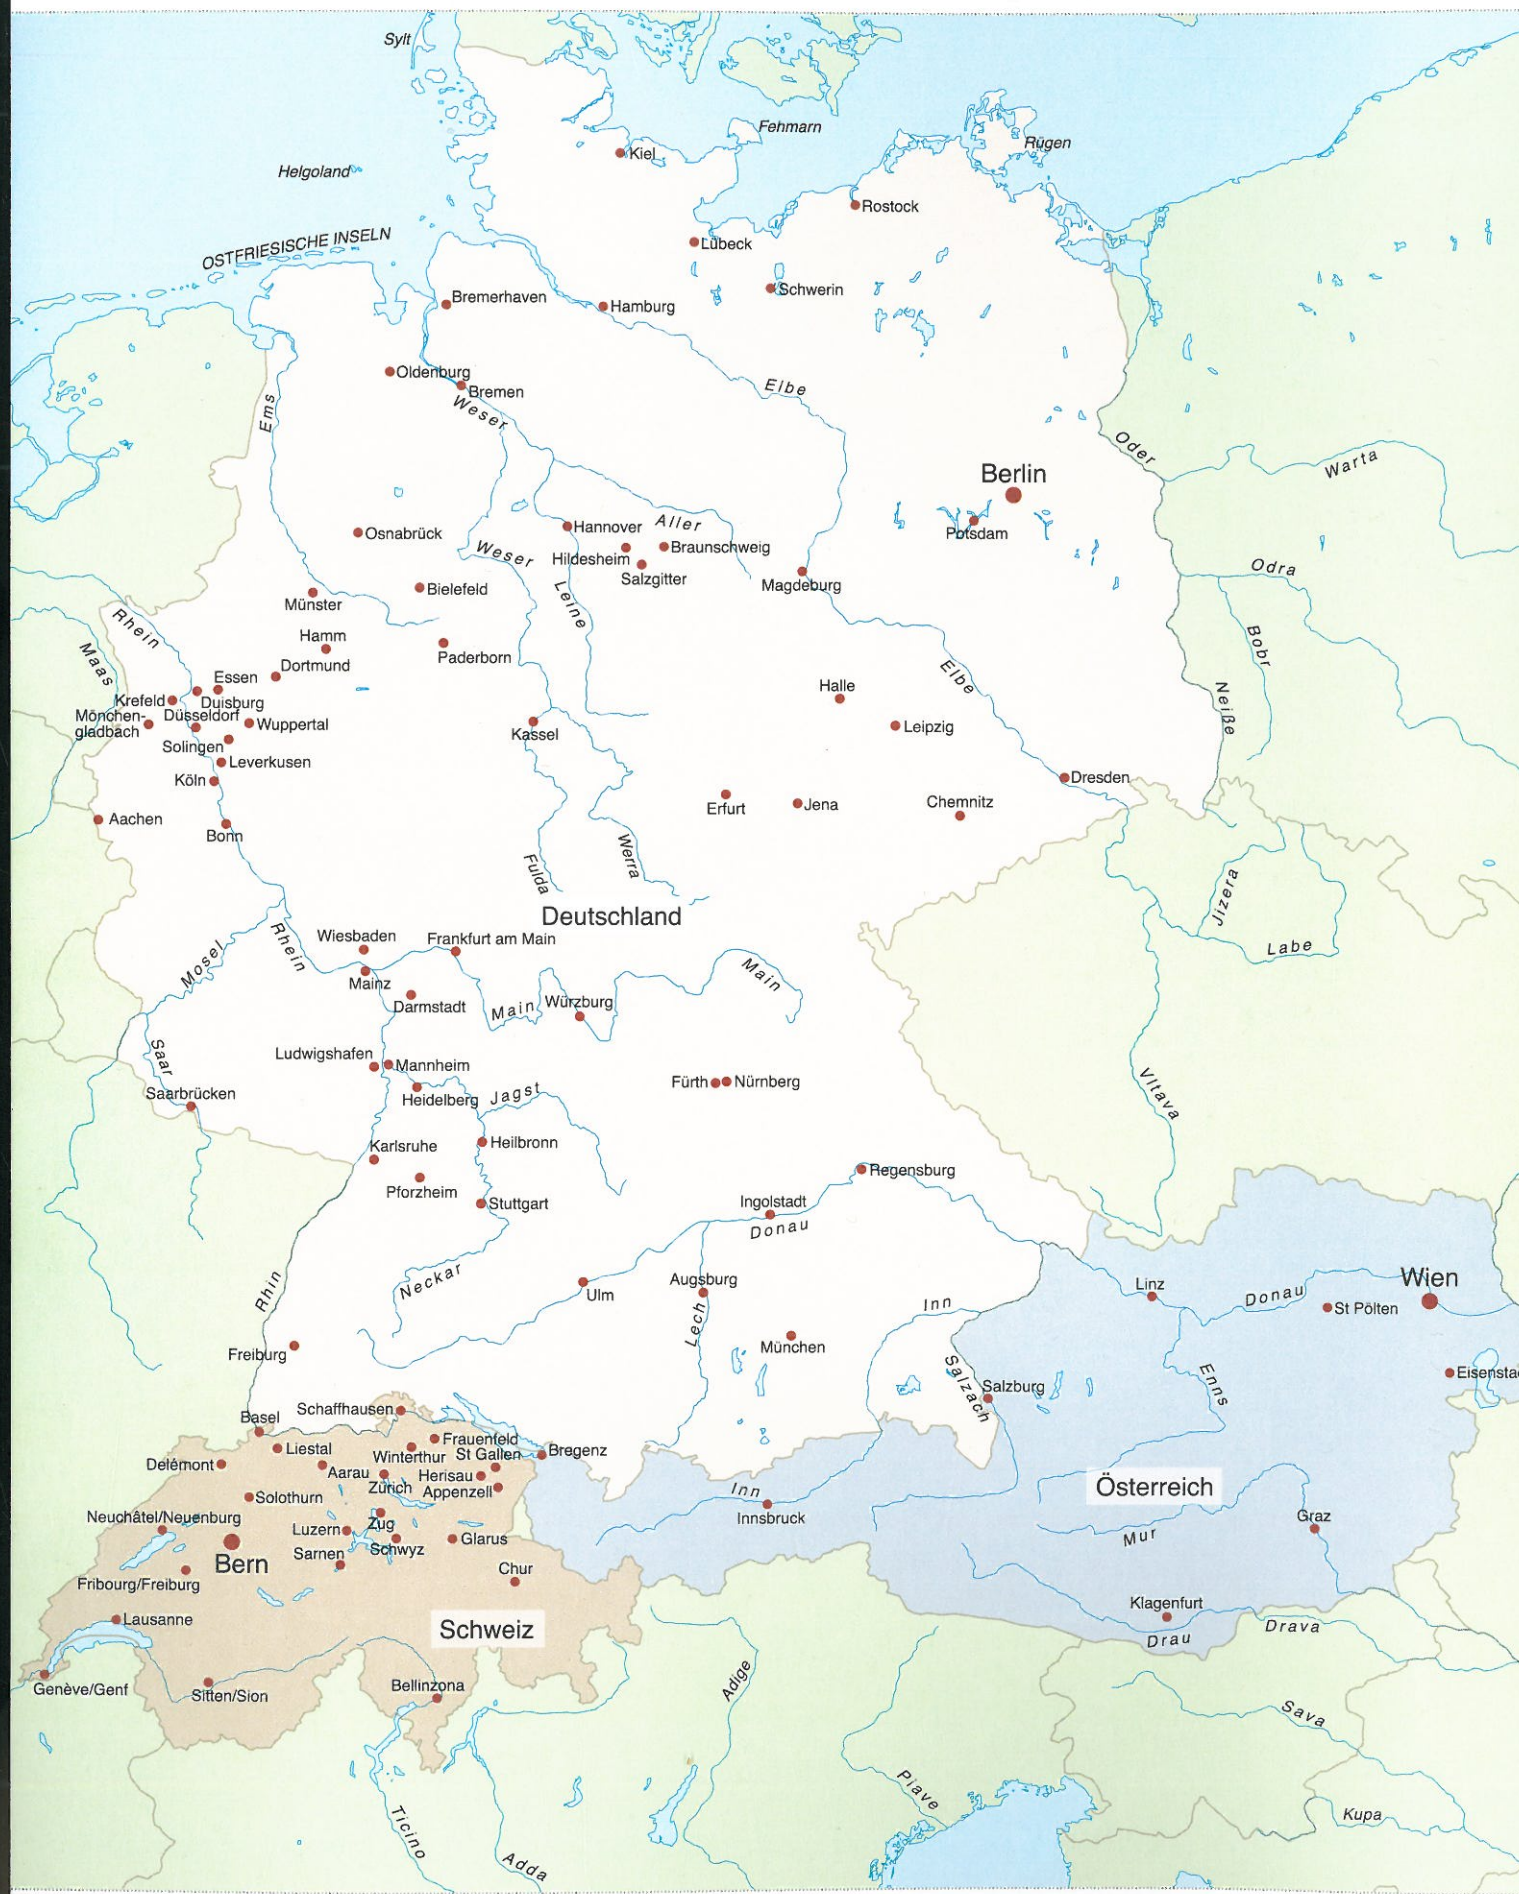 Sylt
Fehmarn
Rügen
Kiel
Helgoland
Rostock
OSTFRIESISCHE INSELN
Lübeck
Schwerin
Bremerhaven
Hamburg
Oldenburg
Bremen
Elbe
Weser
Ems
Oder
Warta
Berlin
Potsdam
Osnabrück
Hannover
Aller
Braunschweig
Hildesheim
Salzgitter
Weser
Magdeburg
Odra
Bielefeld
Münster
Leine
Rhein
Hamm
Paderborn
Bobr
Maas
Dortmund
Essen
Elbe
Krefeld
Duisburg
Halle
Neiße
Mönchen-
gladbach
Düsseldorf
Wuppertal
Kassel
Leipzig
Solingen
Leverkusen
Köln
Dresden
Erfurt
Jena
Chemnitz
Aachen
Bonn
Werra
Fulda
Jizera
Deutschland
Labe
Mosel
Rhein
Wiesbaden
Frankfurt am Main
Main
Mainz
Darmstadt
Main
Würzburg
Saar
Ludwigshafen
Mannheim
Fürth
Nürnberg
Vltava
Saarbrücken
Heidelberg
Jagst
Karlsruhe
Heilbronn
Regensburg
Pforzheim
Stuttgart
Ingolstadt
Donau
Neckar
Augsburg
Rhin
Ulm
Linz
Donau
Wien
St Pölten
Inn
Lech
München
Freiburg
Salzach
Salzburg
Enns
Eisensta
Schaffhausen
Basel
Frauenfeld
Liestal
Winterthur
St Gallen
Bregenz
Delémont
Aarau
Zürich
Herisau
Appenzell
Österreich
Solothurn
Inn
Innsbruck
Neuchâtel/Neuenburg
Luzern
Zug
Graz
Mur
Bern
Sarnen
Schwyz
Glarus
Chur
Fribourg/Freiburg
Lausanne
Schweiz
Klagenfurt
Drau
Drava
Genève/Genf
Sitten/Sion
Bellinzona
Adige
Sava
Piave
Kupa
Ticino
Adda